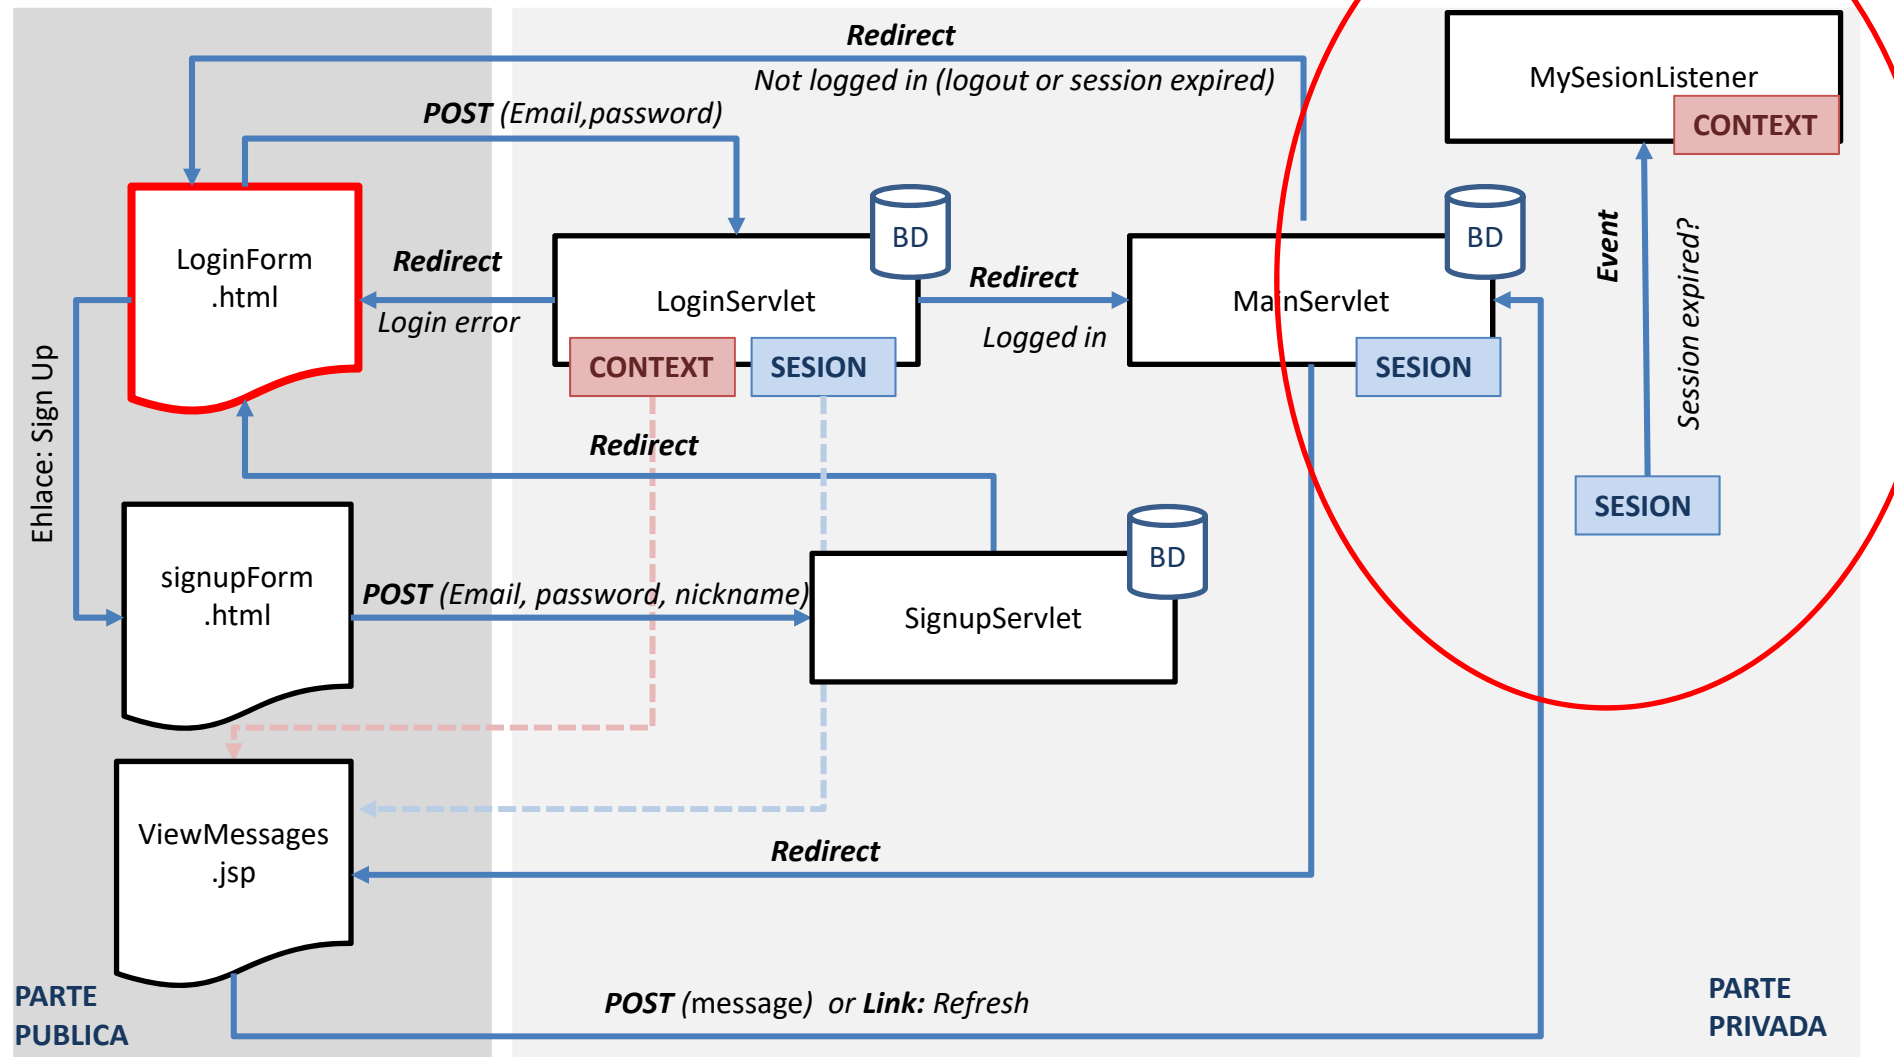 Redirect
Not logged in (logout or session expired)
MySesionListener
CONTEXT
POST (Email,password)
LoginForm
.html
Redirect
Login error
BD
LoginServlet
CONTEXT
SESION
Redirect
Logged in
BD
MainServlet
SESION
Event
Session expired?
SESION
Ehlace: Sign Up
Redirect
signupForm
.html
POST (Email, password, nickname)
BD
SignupServlet
ViewMessages
.jsp
Redirect
PARTE
PUBLICA
POST (message) or Link: Refresh
PARTE
PRIVADA